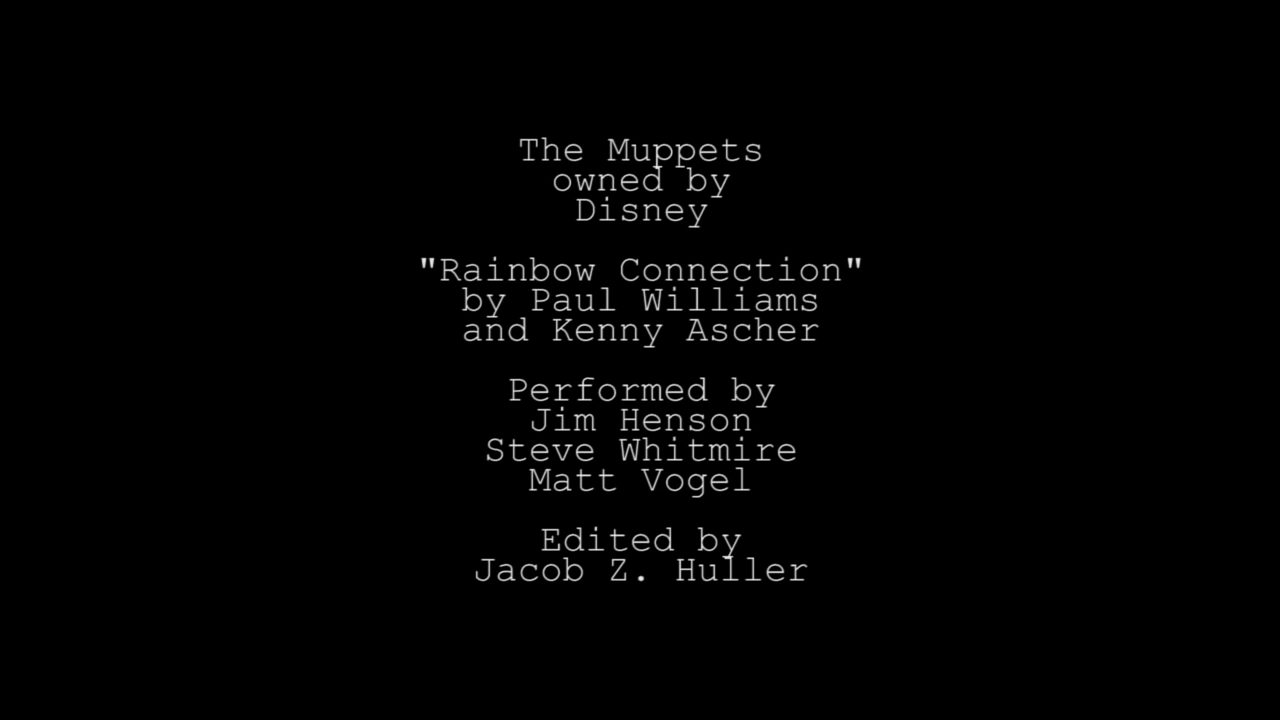 The Muppets
owned by
Disney
"Rainbow Connection"
by Paul Williams
and Kenny Ascher
Performed by
Jim Henson
Steve Whitmire
Matt Vogel
Edited by
Jacob Z. Huller